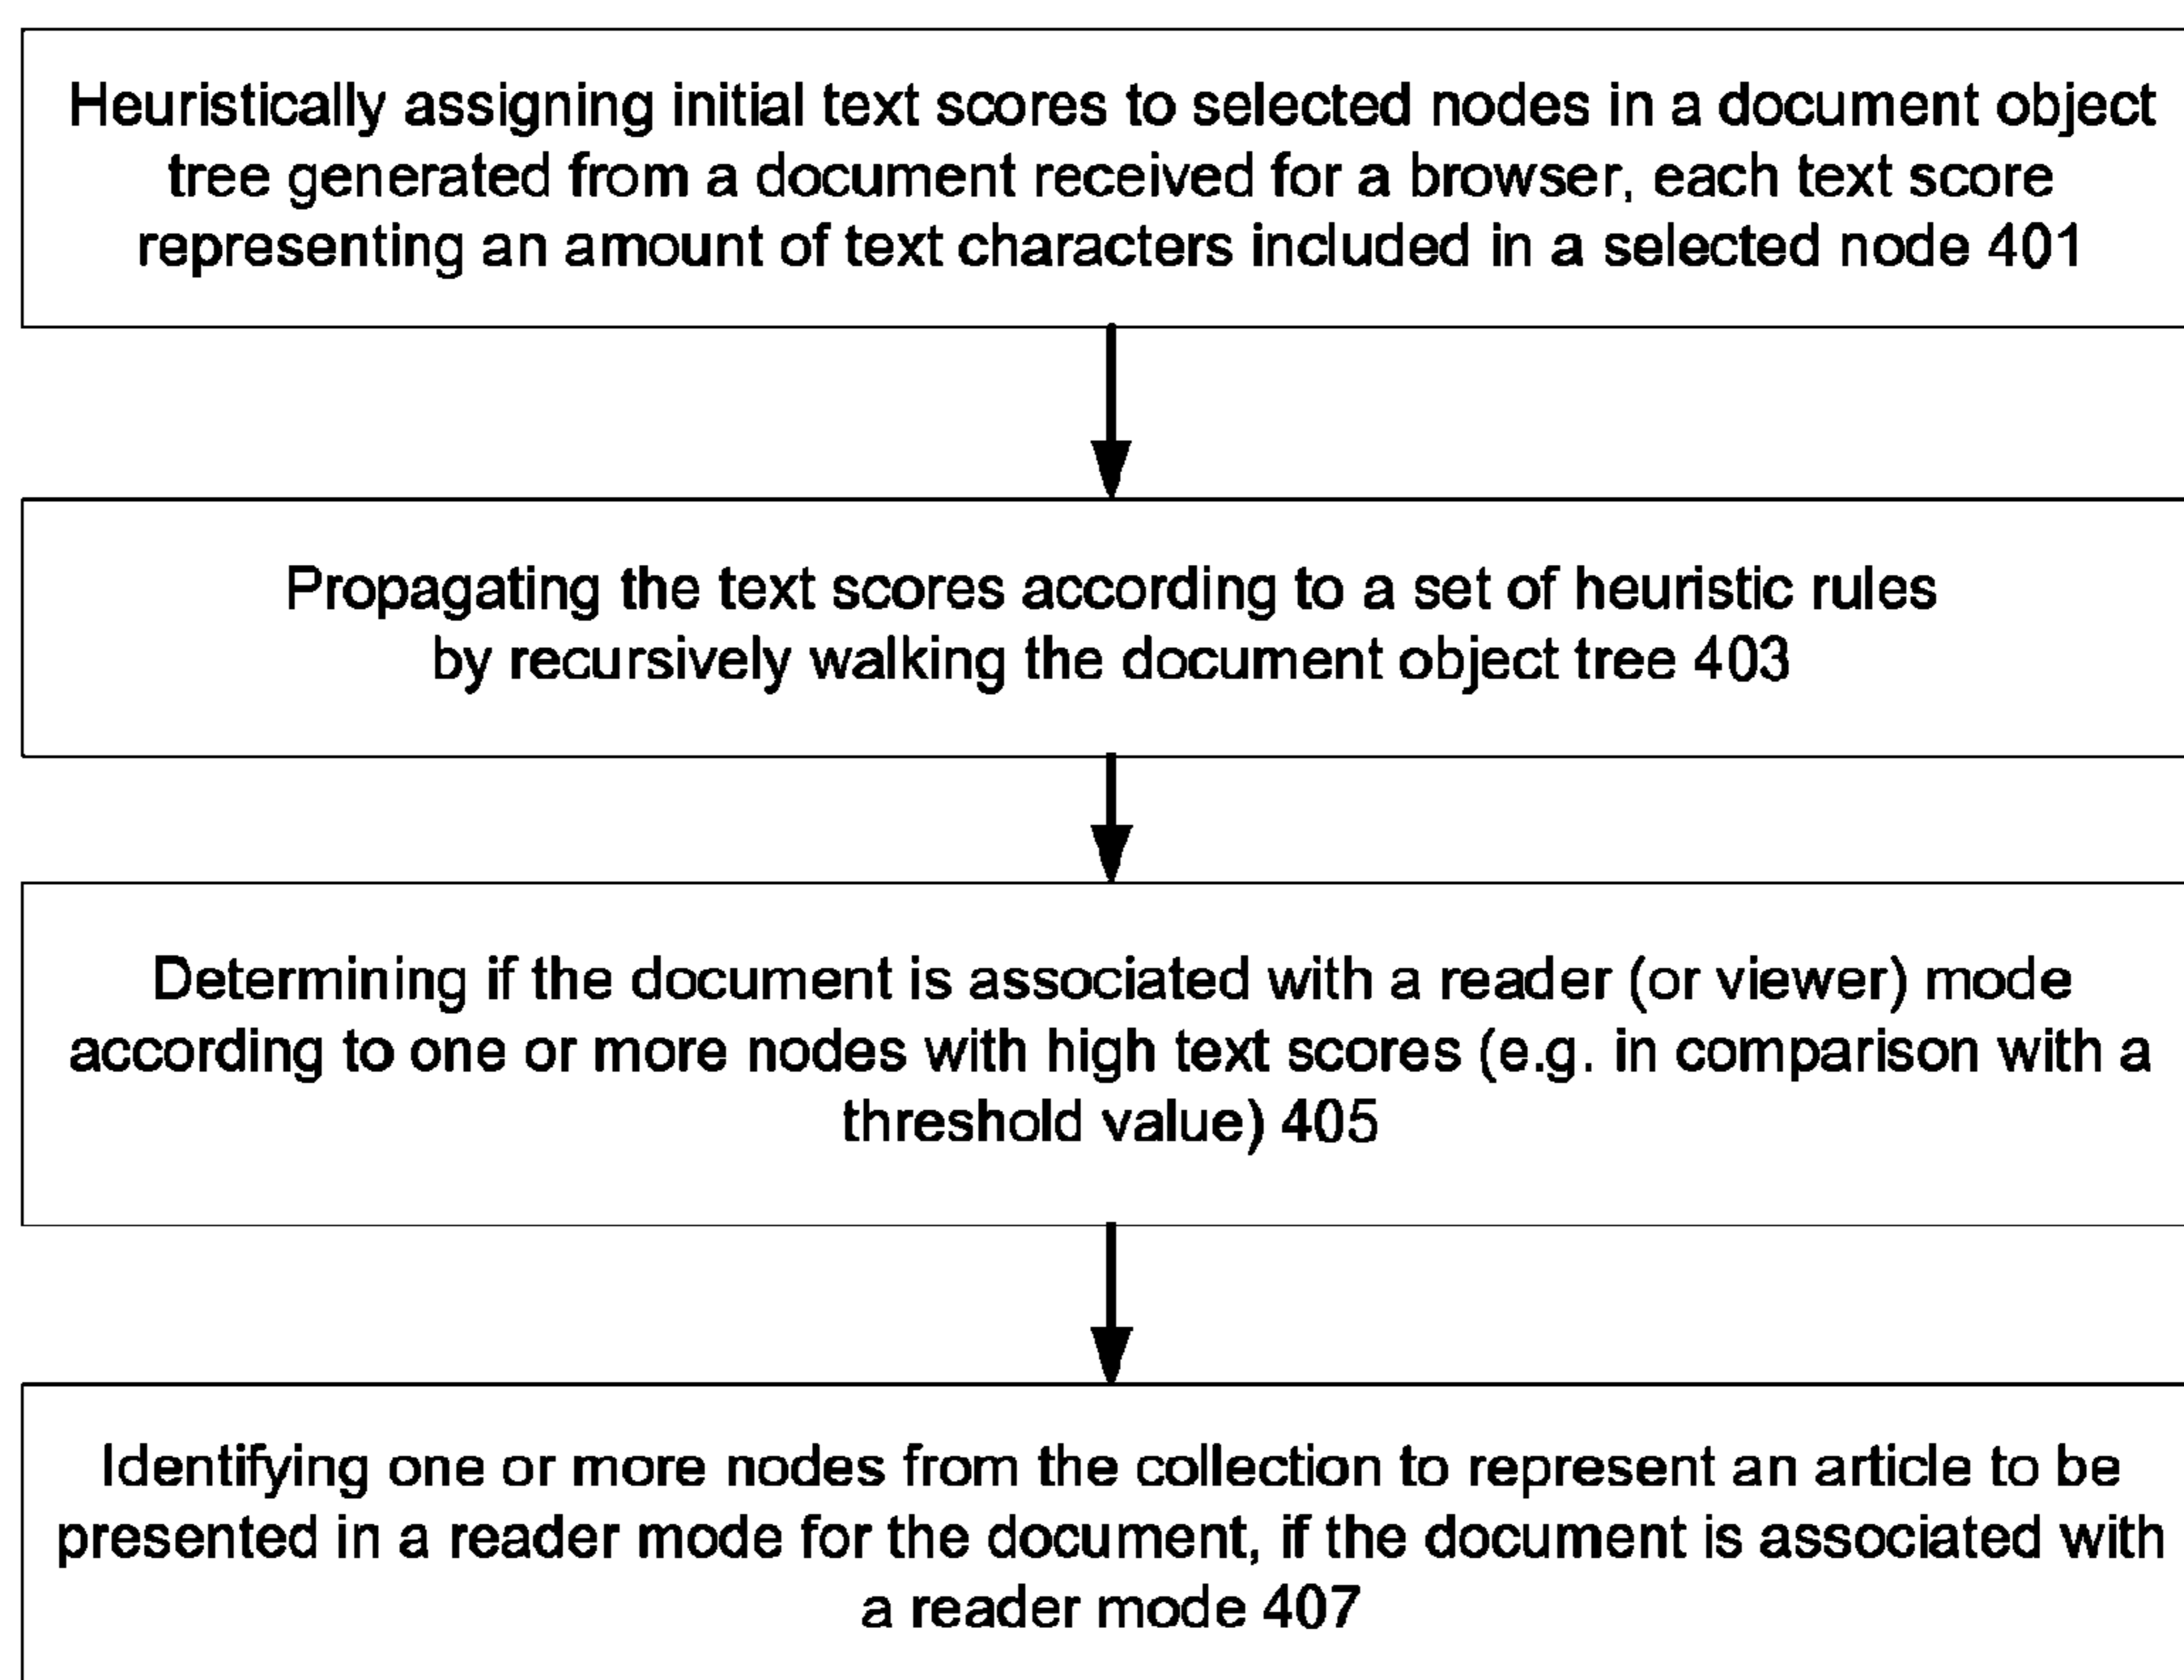 Heuristically assigning initial text scores to selected nodes in a document object
tree generated from a document received for a browser, each text score
representing an amount of text characters included in a selected node 401
Propagating the text scores according to a set of heuristic rules
by recursively walking the document object tree 403
Determining if the document is associated with a reader (or viewer) mode
according to one or more nodes with high text scores (e.g. in comparison with a
threshold value) 405
Identifying one or more nodes from the collection to represent an article to be
presented in a reader mode for the document, if the document is associated with
a reader mode 407